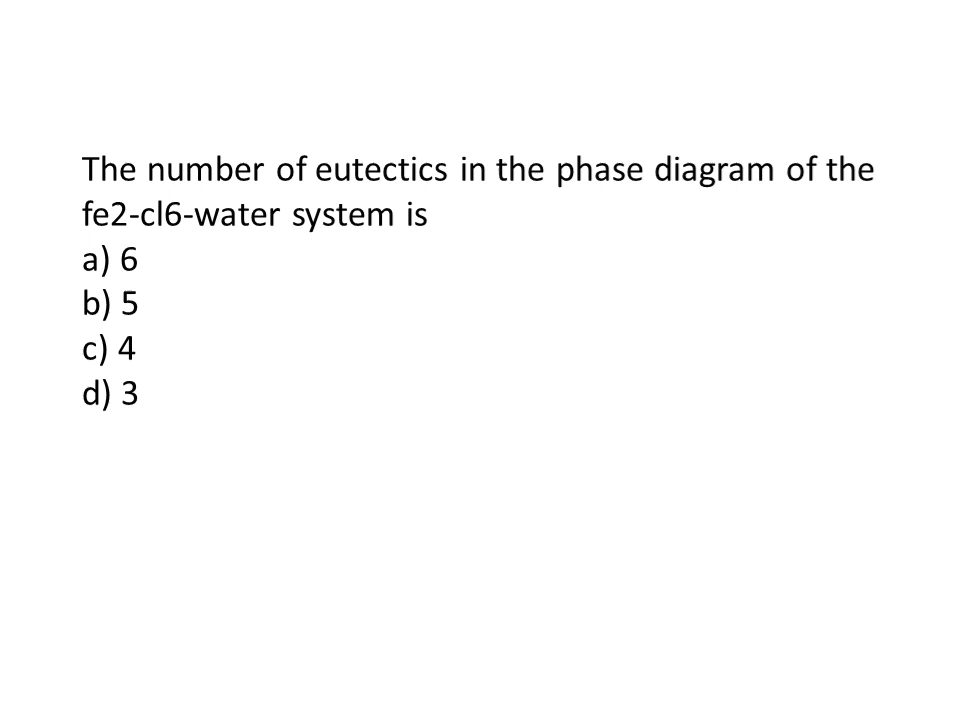 The number of eutectics in the phase diagram of the
fe2-cl6-water system is
a) 6
b) 5
c) 4
d) 3